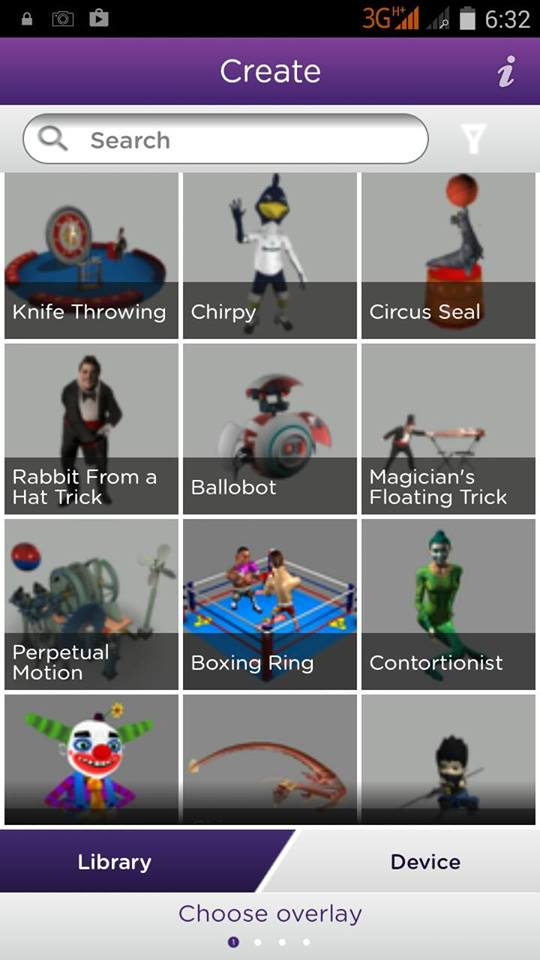 3G H+ 6:32
Create i
Search
Knife Throwing
Chirpy
Circus Seal
Rabbit From a
Hat Trick
Ballobot
Magician's
Floating Trick
Perpetual
Motion
Boxing Ring
Contortionist
Library
Device
Choose overlay
1